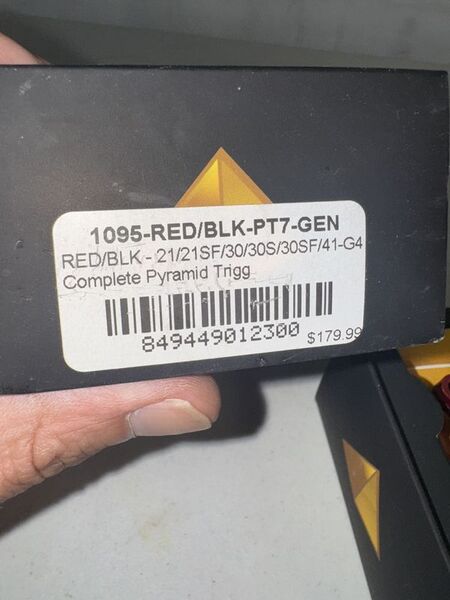 1095-RED/BLK-PT7-GEN
RED/BLK - 21/21SF/30/30S/30SF/41-G4
Complete Pyramid Trigg
849449012300
$179.99